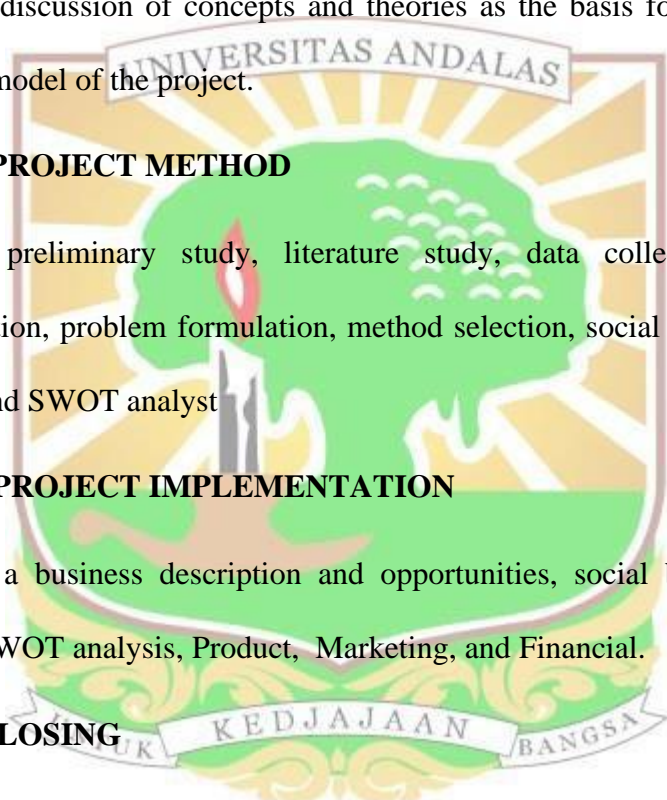 discussion of concepts and theories as the basis fo
UNIVERSITAS ANDALAS
model of the project.
PROJECT METHOD
preliminary study, literature study, data colle
tion, problem formulation, method selection, social
nd SWOT analyst
PROJECT IMPLEMENTATION
a business description and opportunities, social
WOT analysis, Product, Marketing, and Financial.
LOSING
UK KEDJAJAAN BANGSA